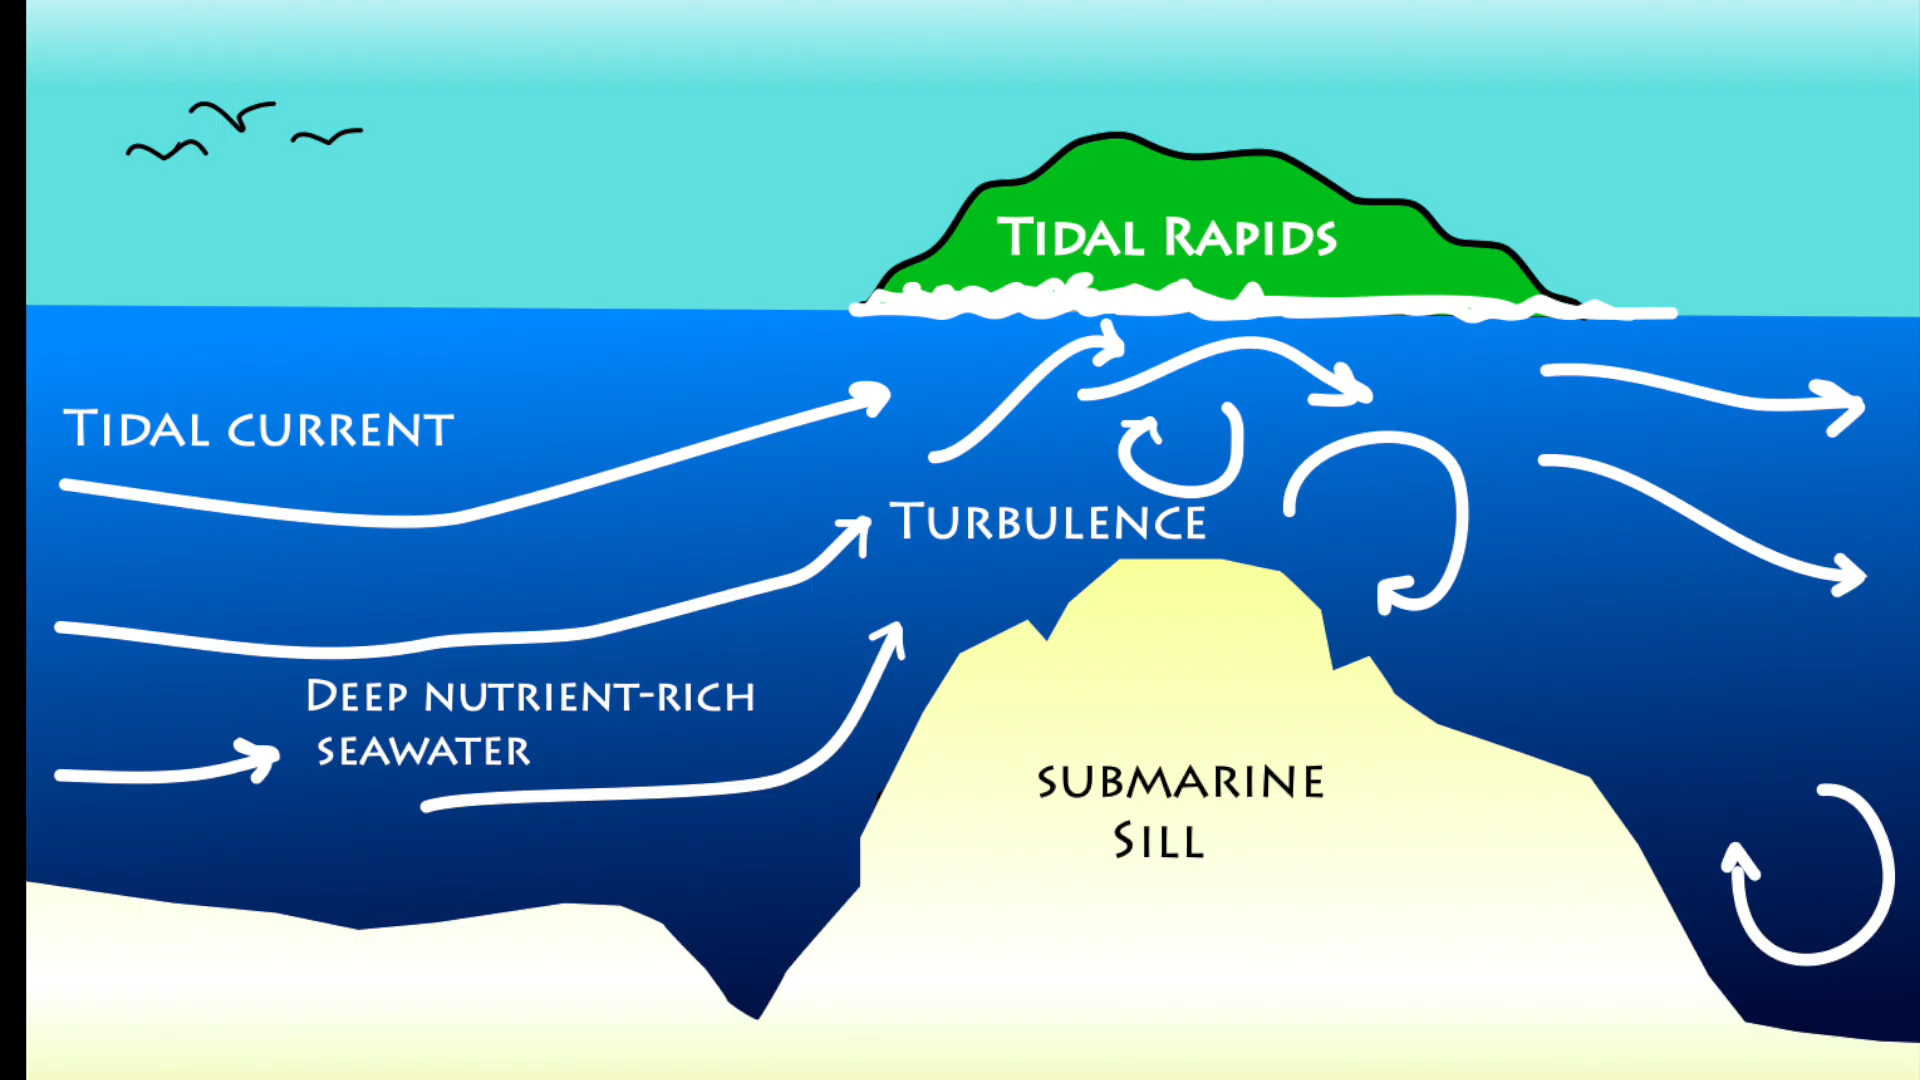 Tidal Rapids
Tidal current
Turbulence
Deep nutrient-rich
seawater
submarine
Sill